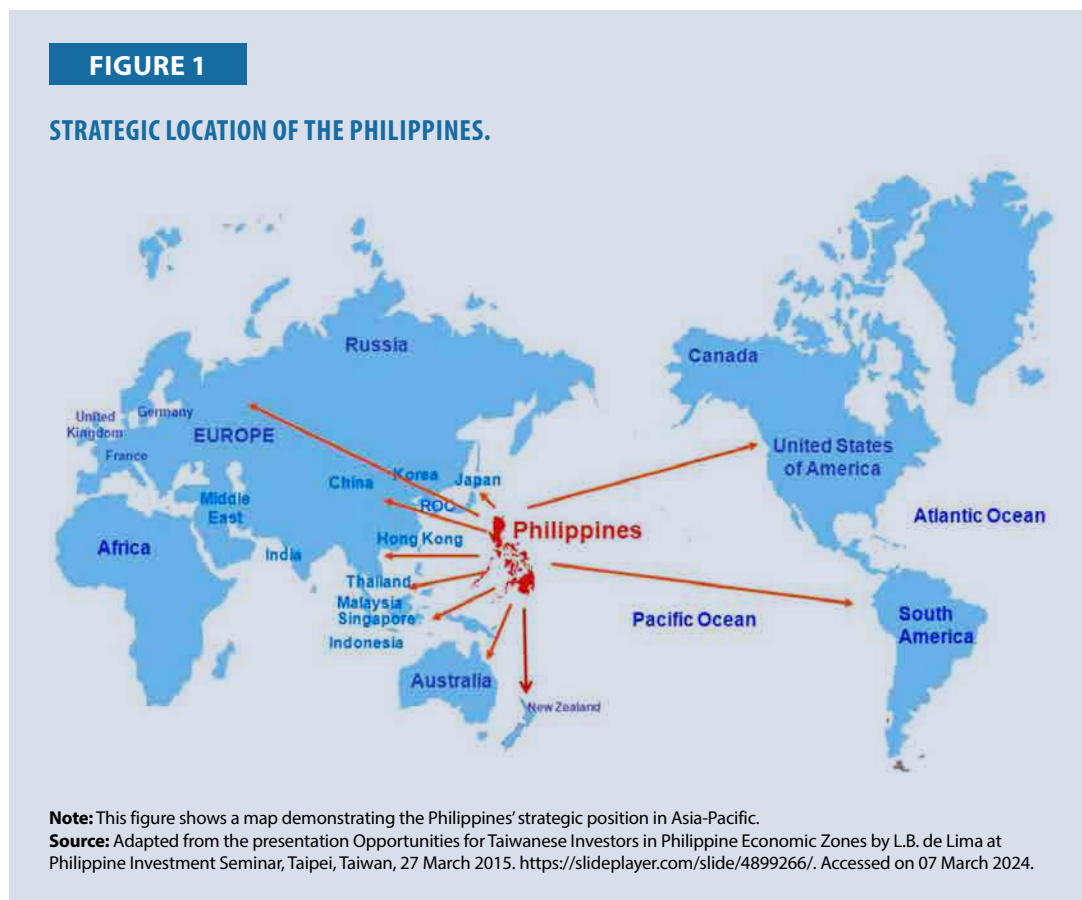 FIGURE 1
STRATEGIC LOCATION OF THE PHILIPPINES.
Russia
Canada
United Kingdom
Germany
EUROPE
France
United States
of America
China
Korea
Japan
Middle
East
ROC
Atlantic Ocean
Africa
India
Hong Kong
Philippines
Thailand
Malaysia
Singapore
Indonesia
Pacific Ocean
South
America
Australia
New Zealand
Note: This figure shows a map demonstrating the Philippines’ strategic position in Asia-Pacific.
Source: Adapted from the presentation Opportunities for Taiwanese Investors in Philippine Economic Zones by L.B. de Lima at
Philippine Investment Seminar, Taipei, Taiwan, 27 March 2015. https://slideplayer.com/slide/4899266/. Accessed on 07 March 2024.